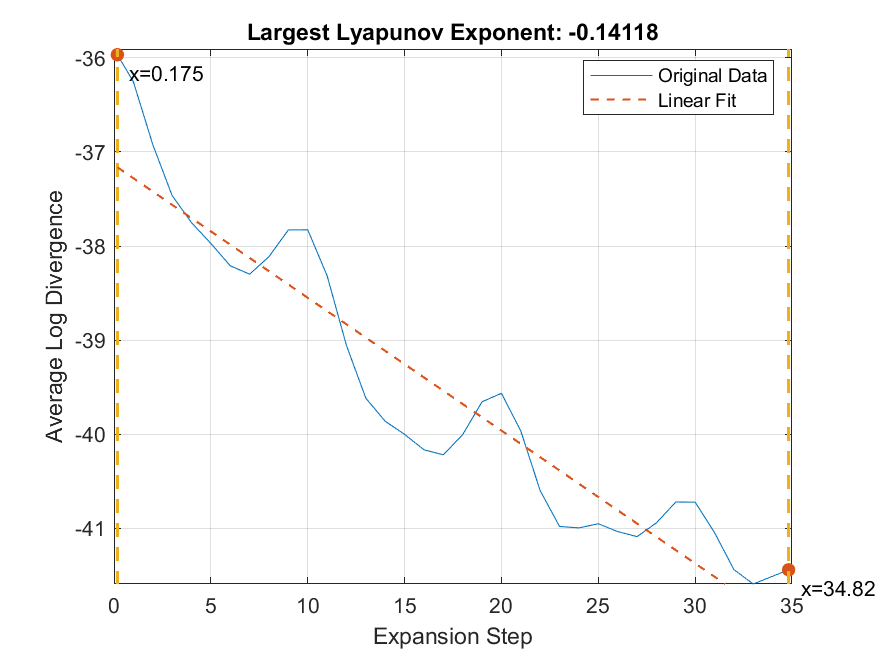 Largest Lyapunov Exponent: -0.14118
-36
x=0.175
Original Data
Linear Fit
-37
-38
-39
-40
-41
Average Log Divergence
x=34.82
0 5 10 15 20 25 30 35
Expansion Step